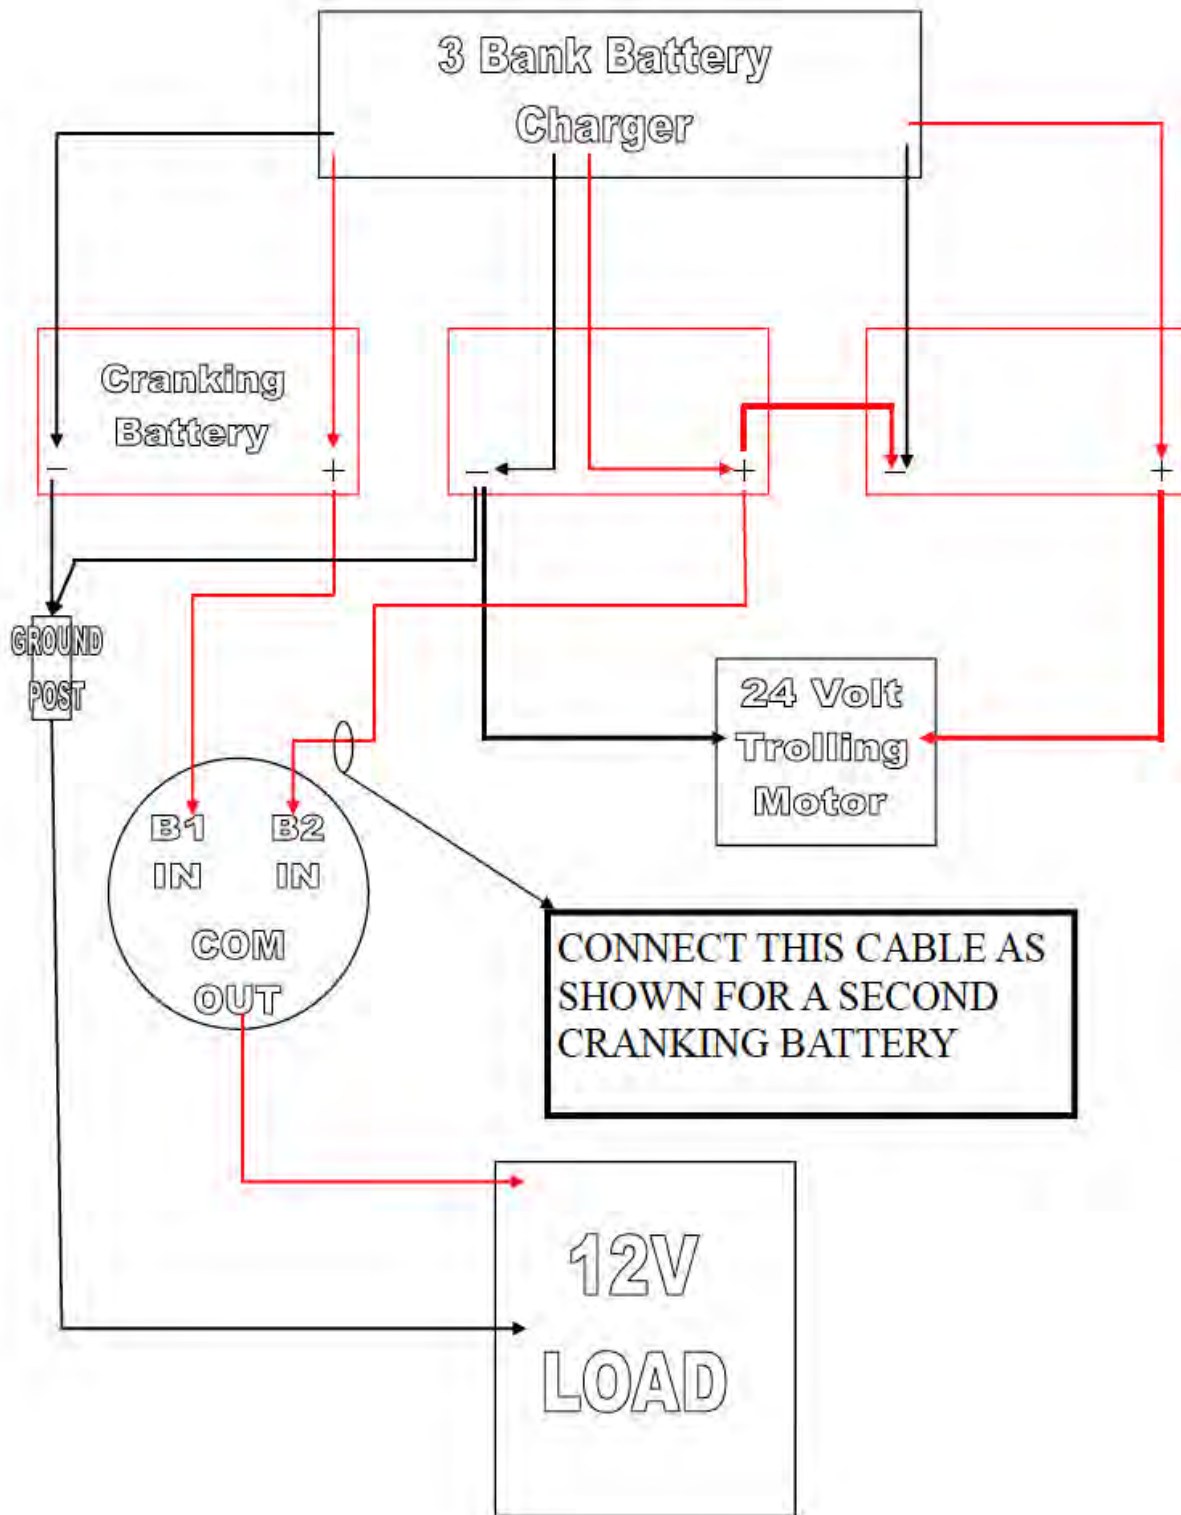 3 Bank Battery
Charger
Cranking
Battery
− +
− +
− +
GROUND
POST
24 Volt
Trolling
Motor
B1 B2
IN IN
COM
OUT
CONNECT THIS CABLE AS
SHOWN FOR A SECOND
CRANKING BATTERY
12V
LOAD